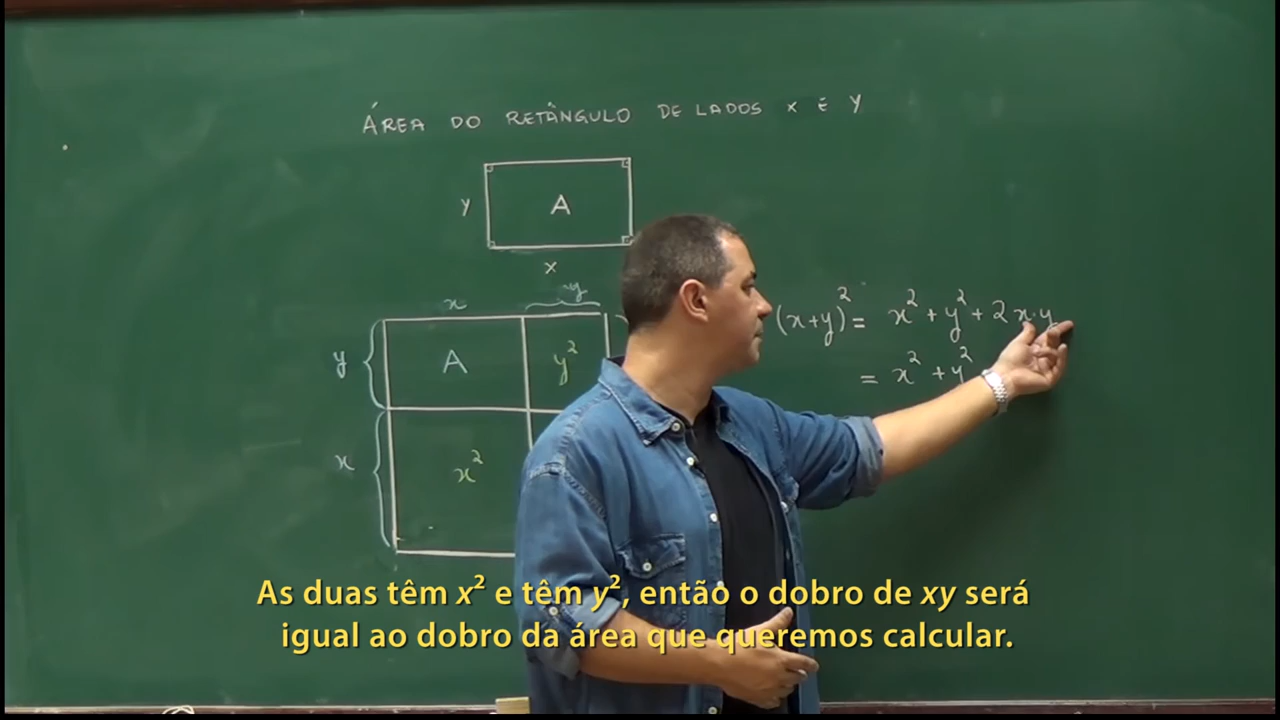 ÁREA DO RETÂNGULO DE LADOS x E y
y
A
x
x
y
y
A
y²
x
x²
(x+y)² = x² + y² + 2x·y
= x² + y²
As duas têm x² e têm y², então o dobro de xy será
igual ao dobro da área que queremos calcular.